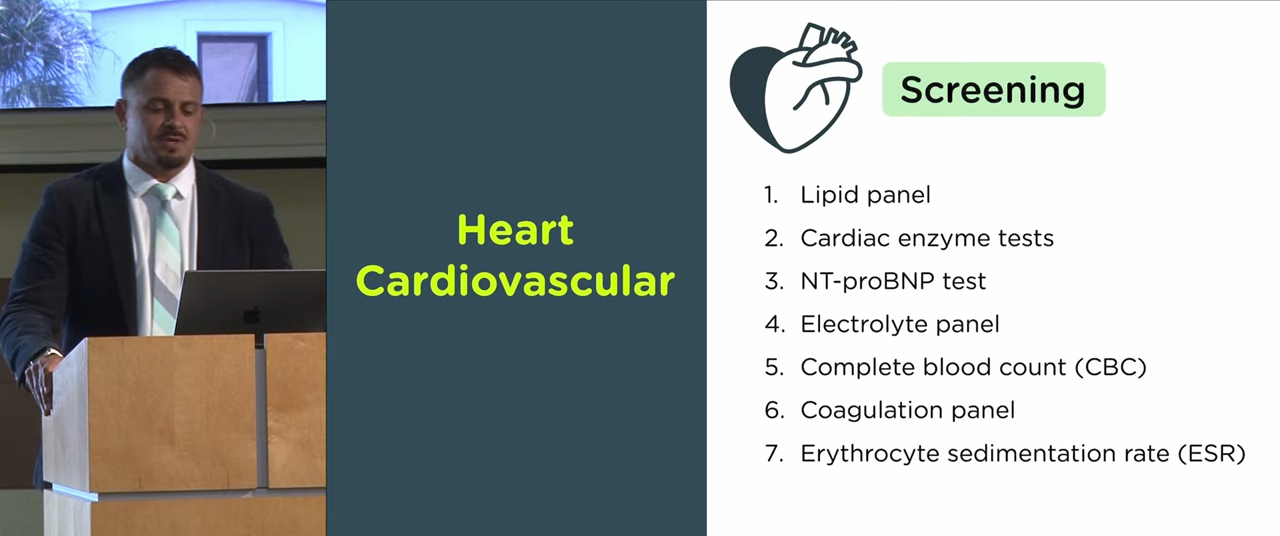 Heart
Cardiovascular
Screening
1. Lipid panel
2. Cardiac enzyme tests
3. NT-proBNP test
4. Electrolyte panel
5. Complete blood count (CBC)
6. Coagulation panel
7. Erythrocyte sedimentation rate (ESR)